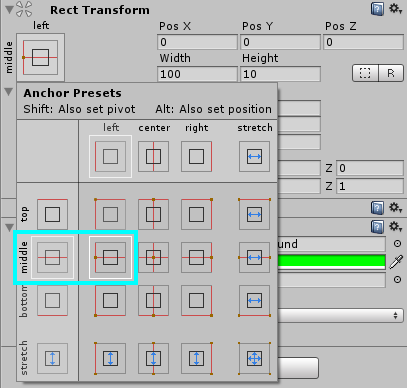 Rect Transform
left
middle
Pos X Pos Y Pos Z
0 0 0
Width Height
100 10
R
Anchor Presets
Shift: Also set pivot Alt: Also set position
left center right stretch
top
middle
bottom
stretch
Z 0
Z 1
und